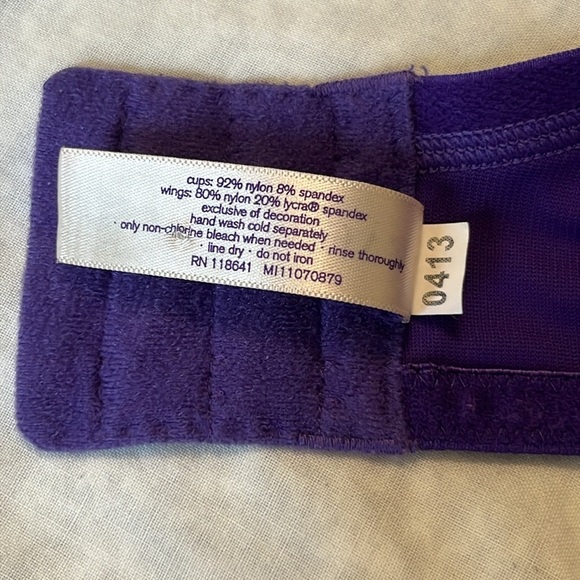 cups: 92% nylon 8% spandex
wings: 80% nylon 20% lycra® spandex
exclusive of decoration
hand wash cold separately
· only non-chlorine bleach when needed · rinse thoroughly
· line dry · do not iron
RN 118641 MI11070879
0413